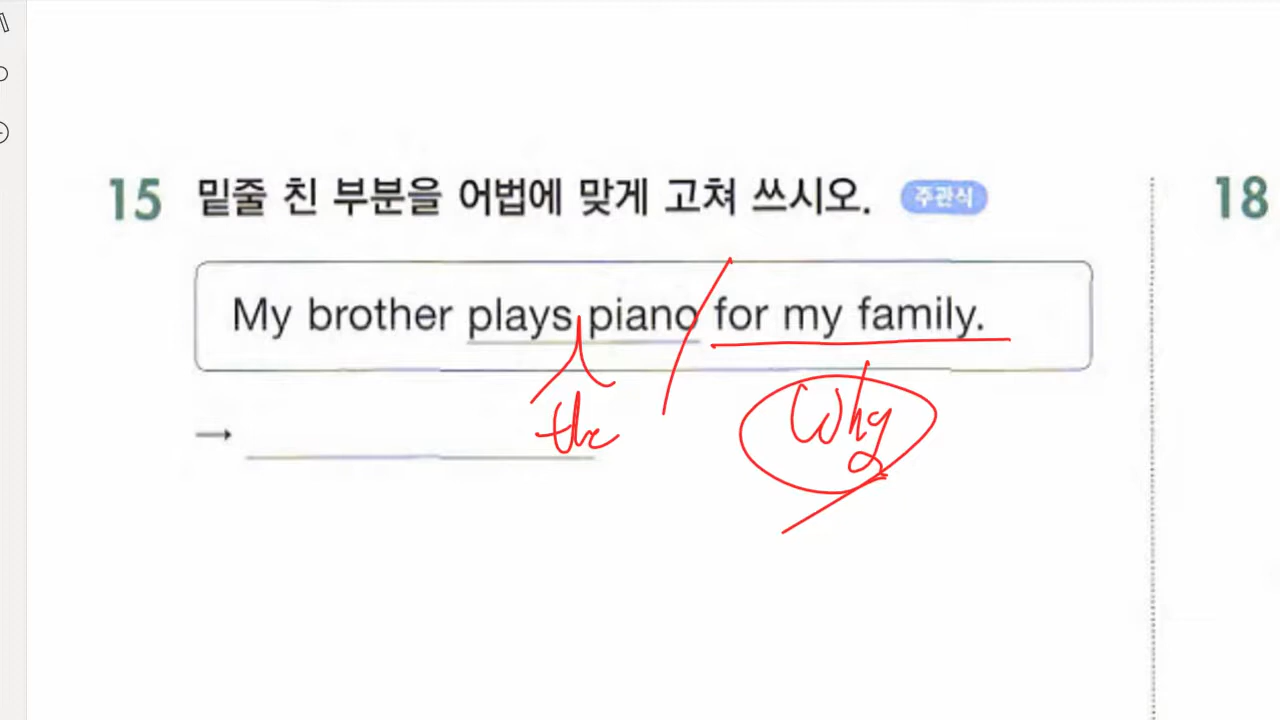 15 밑줄 친 부분을 어법에 맞게 고쳐 쓰시오. 주관식
18
My brother plays piano for my family.
→ the
Why